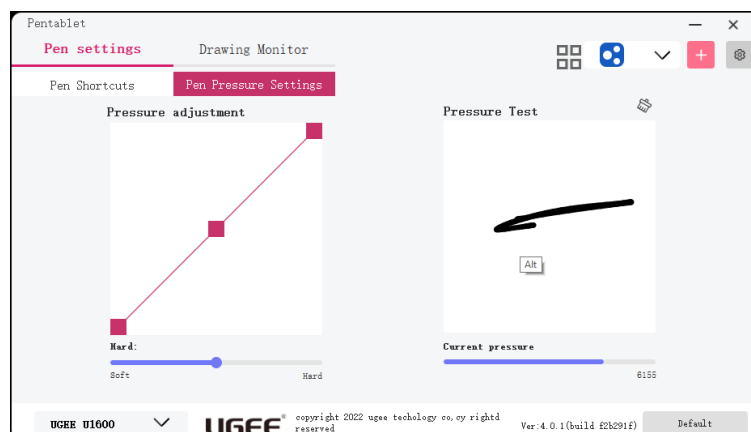 Pentablet
Pen settings
Drawing Monitor
Pen Shortcuts
Pen Pressure Settings
Pressure adjustment
Pressure Test
Alt
Hard:
Soft
Hard
Current pressure
6155
UGEE U1600
UGEE®
copyright 2022 ugee techology co,oy rightd
reserved
Ver:4.0.1(build f2b291f)
Default